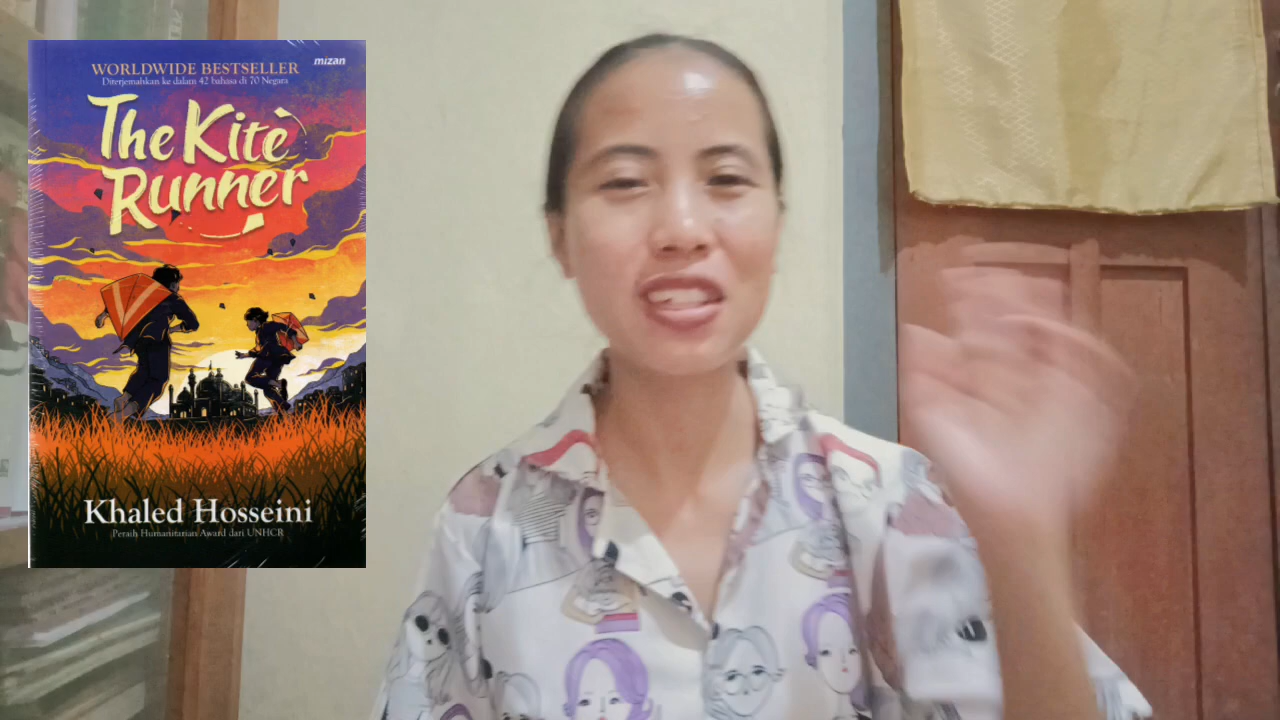 mizan
WORLDWIDE BESTSELLER
Diterjemahkan ke dalam 42 bahasa di 70 Negara
The Kite
Runner
Khaled Hosseini
Peraih Humanitarian Award dari UNHCR